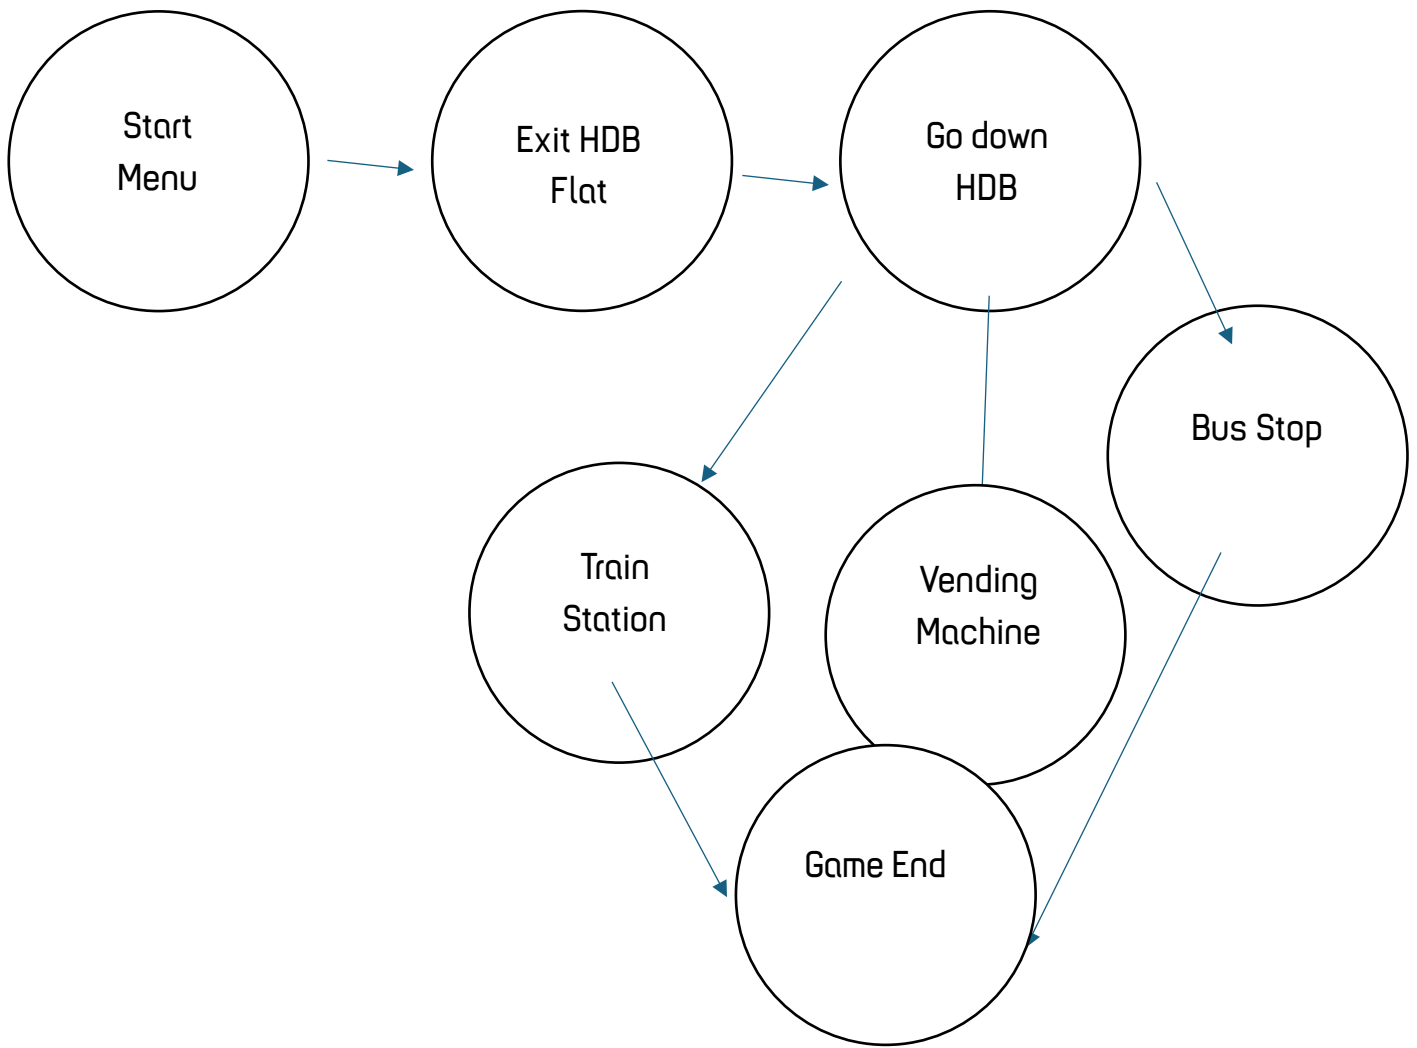 Start
Menu
Exit HDB
Flat
Go down
HDB
Bus Stop
Train
Station
Vending
Machine
Game End